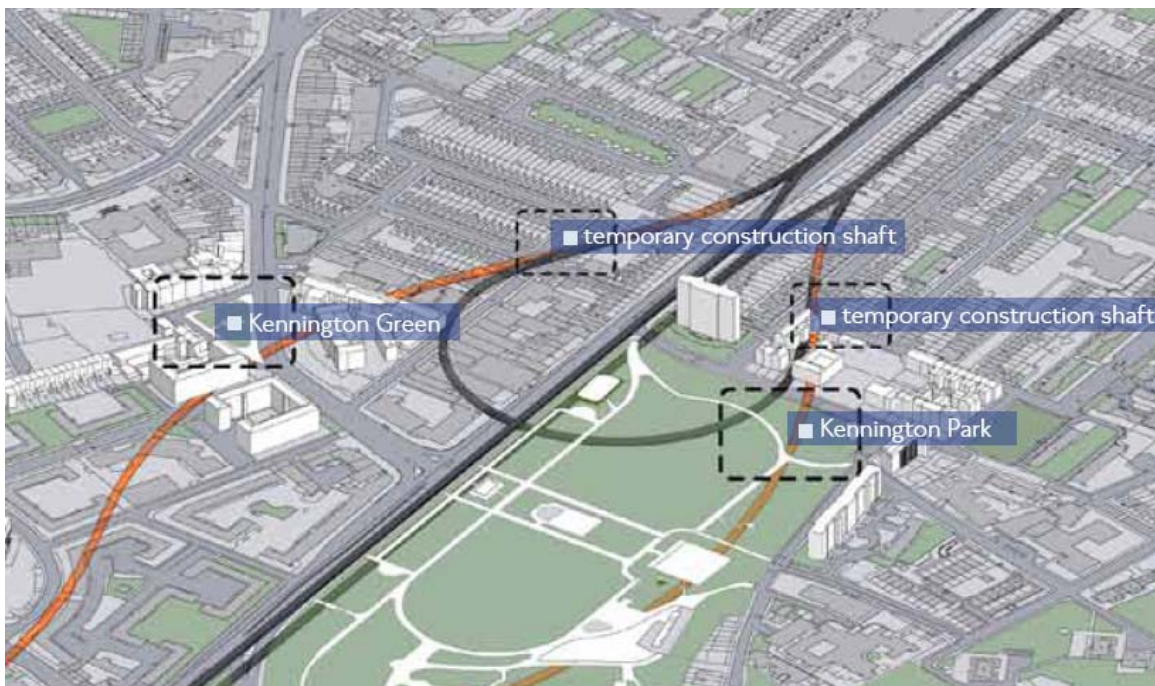 temporary construction shaft
Kennington Green
temporary construction shaft
Kennington Park